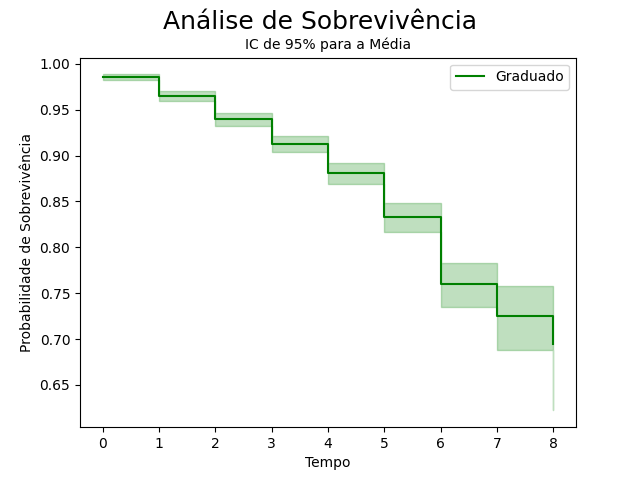 Análise de Sobrevivência
IC de 95% para a Média
Graduado
Probabilidade de Sobrevivência
1.00
0.95
0.90
0.85
0.80
0.75
0.70
0.65
0 1 2 3 4 5 6 7 8
Tempo